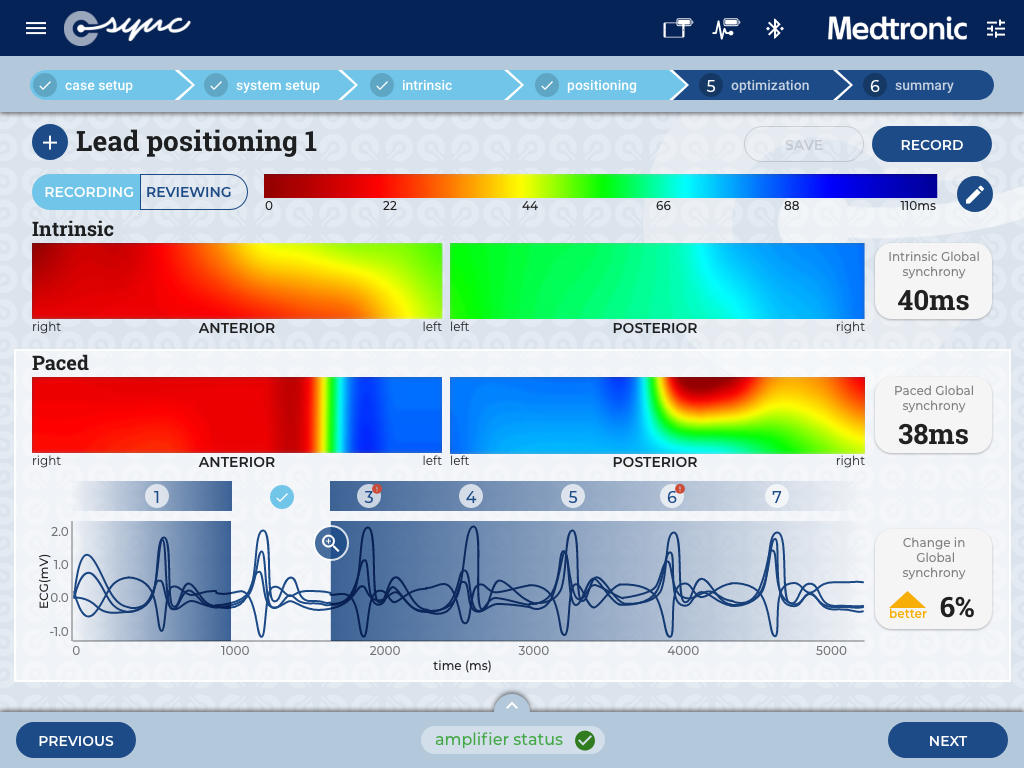 sync
Medtronic
case setup
system setup
intrinsic
positioning
5 optimization
6 summary
Lead positioning 1
SAVE
RECORD
RECORDING
REVIEWING
0 22 44 66 88 110ms
Intrinsic
Intrinsic Global
synchrony
40ms
right ANTERIOR left
left POSTERIOR right
Paced
Paced Global
synchrony
38ms
right ANTERIOR left
left POSTERIOR right
1 3 ! 4 5 6 ! 7
ECG(mV)
2.0
1.0
0.0
-1.0
0 1000 2000 3000 4000 5000
time (ms)
Change in
Global
synchrony
better
6%
PREVIOUS
amplifier status
NEXT